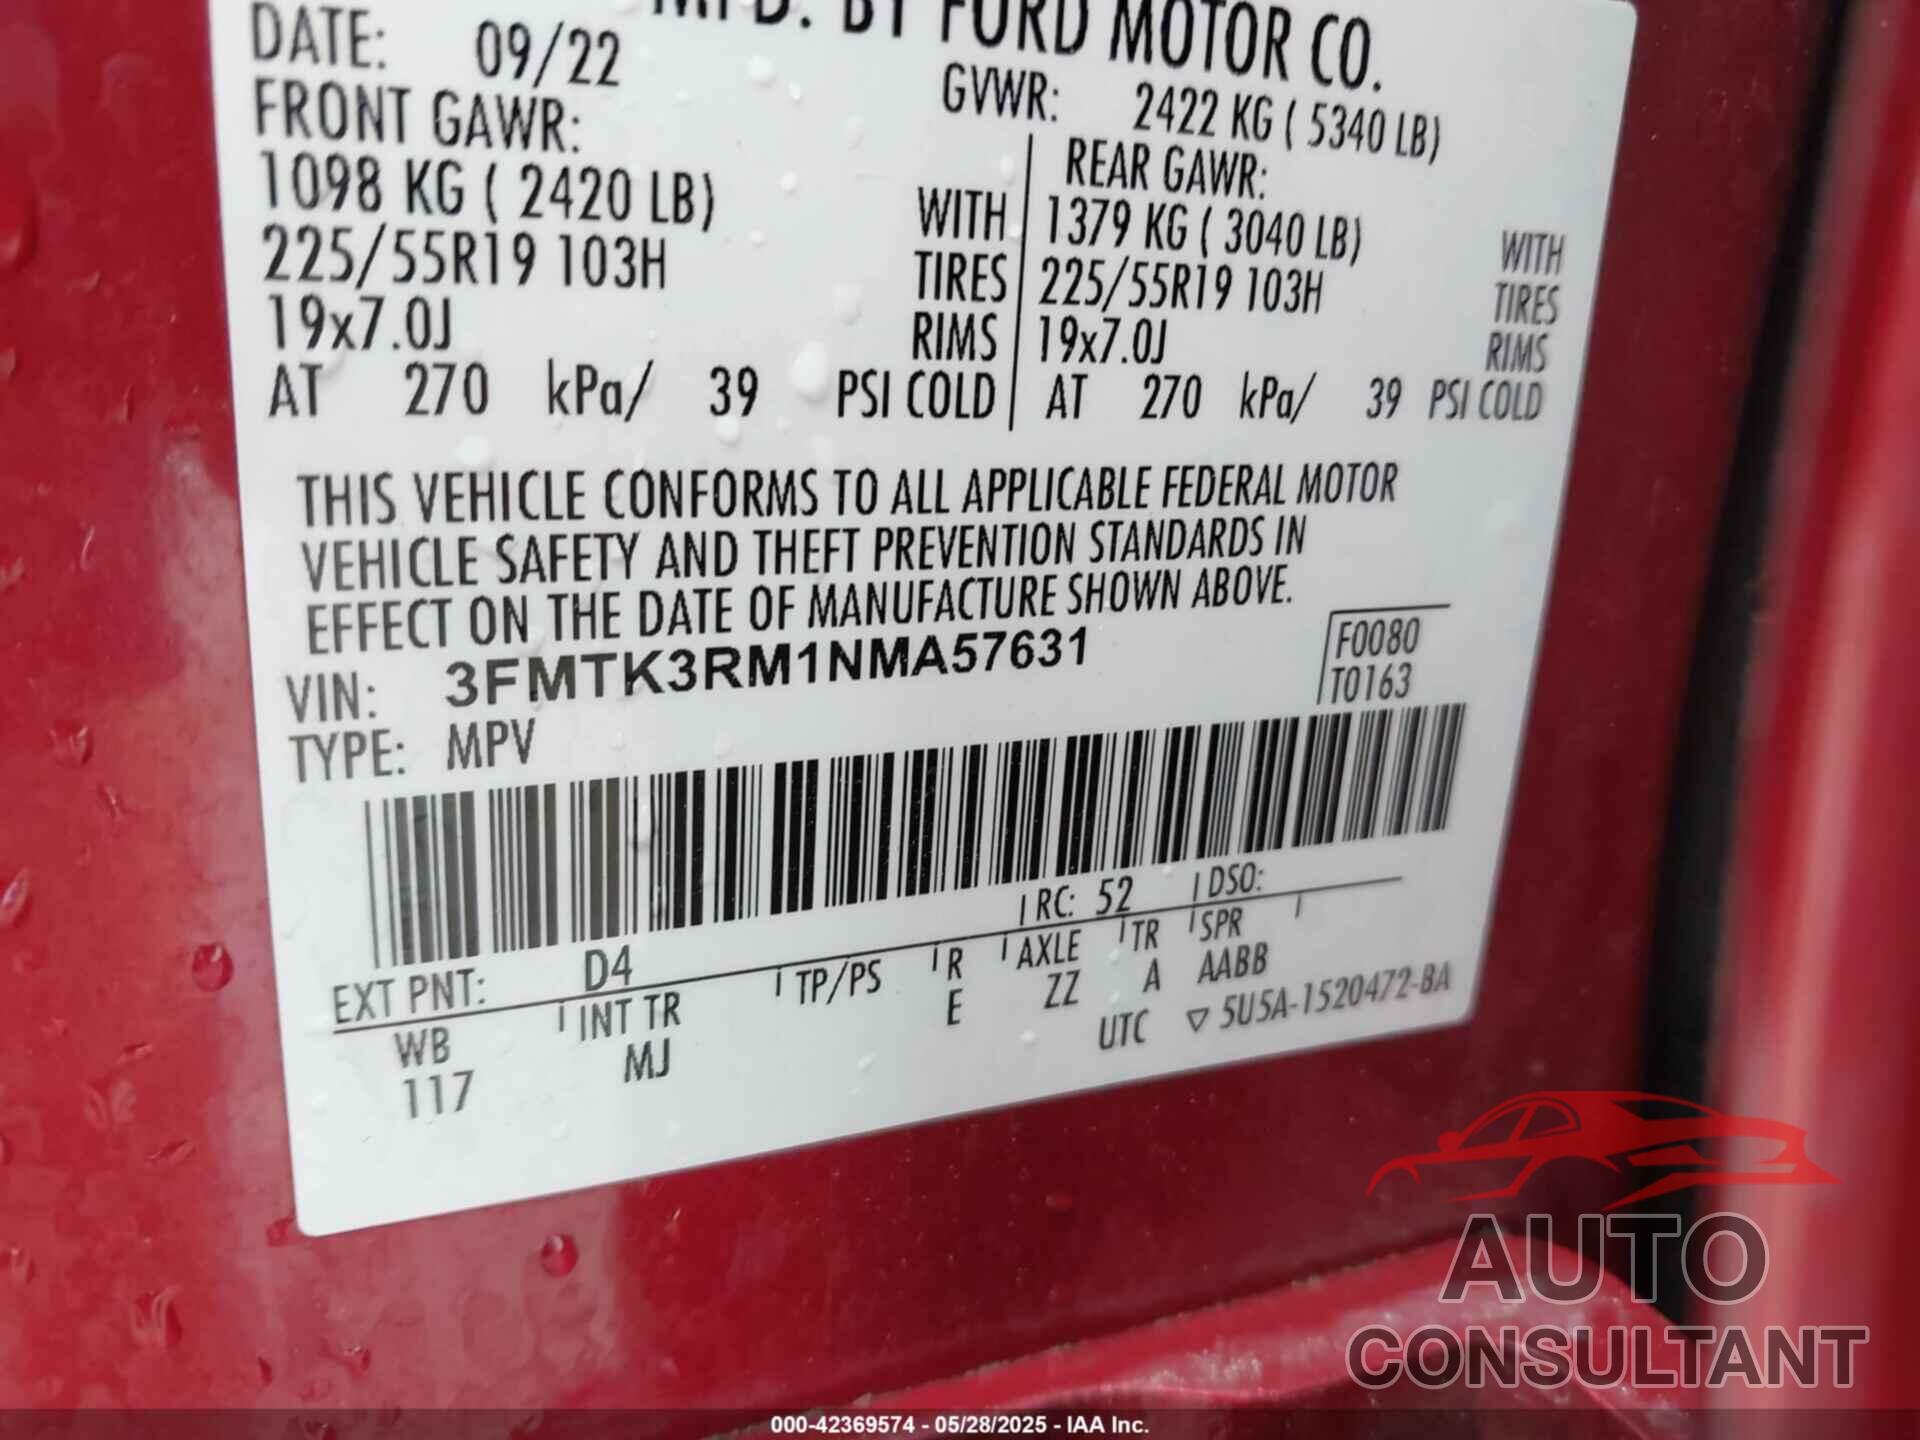 MFD. BY FORD MOTOR CO.
DATE: 09/22 GVWR: 2422 KG ( 5340 LB)
FRONT GAWR: REAR GAWR:
1098 KG ( 2420 LB) WITH 1379 KG ( 3040 LB) WITH
225/55R19 103H TIRES 225/55R19 103H TIRES
19x7.0J RIMS 19x7.0J RIMS
AT 270 kPa/ 39 PSI COLD AT 270 kPa/ 39 PSI COLD
THIS VEHICLE CONFORMS TO ALL APPLICABLE FEDERAL MOTOR
VEHICLE SAFETY AND THEFT PREVENTION STANDARDS IN
EFFECT ON THE DATE OF MANUFACTURE SHOWN ABOVE.
VIN: 3FMTK3RM1NMA57631 F0080
TYPE: MPV T0163
EXT PNT: D4 RC: 52 DSO:
WB INT TR TP/PS R AXLE TR SPR
117 MJ E ZZ A AABB
UTC ▽ 5U5A-1520472-BA
AUTO
CONSULTANT
000-42369574 - 05/28/2025 - IAA Inc.